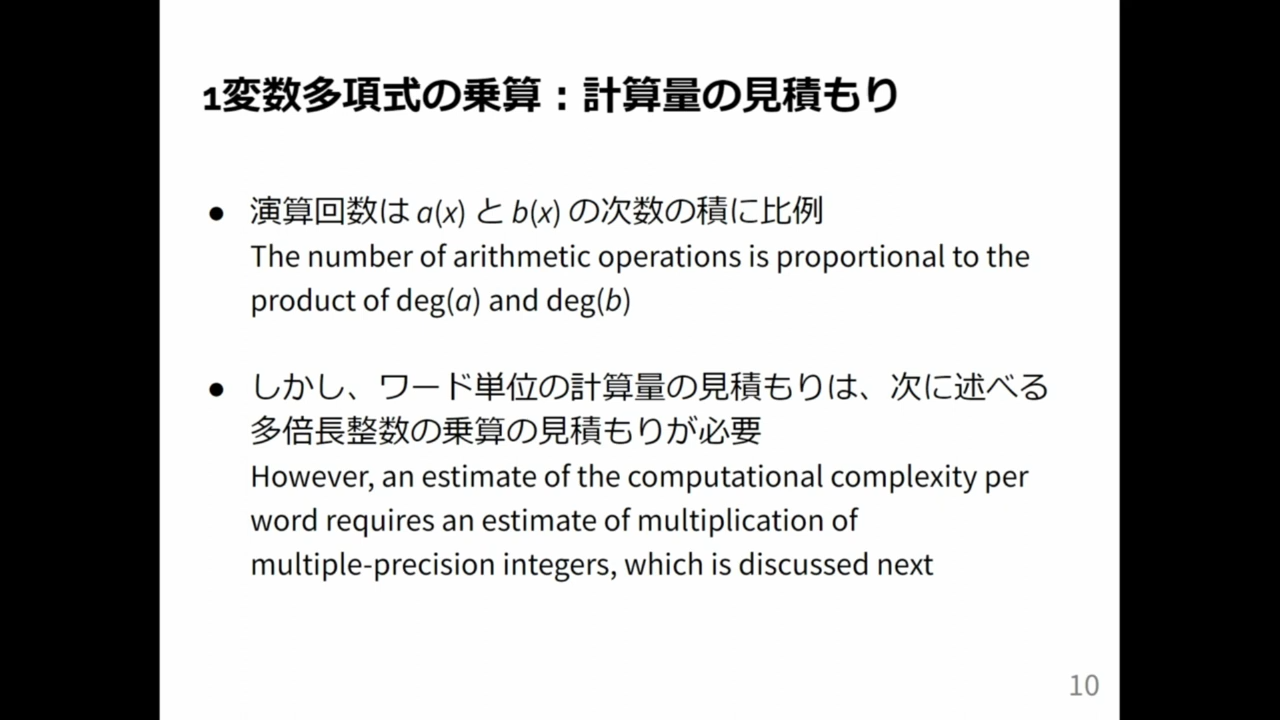 1変数多項式の乗算：計算量の見積もり
● 演算回数は a(x) と b(x) の次数の積に比例
The number of arithmetic operations is proportional to the
product of deg(a) and deg(b)
● しかし、ワード単位の計算量の見積もりは、次に述べる
多倍長整数の乗算の見積もりが必要
However, an estimate of the computational complexity per
word requires an estimate of multiplication of
multiple-precision integers, which is discussed next
10